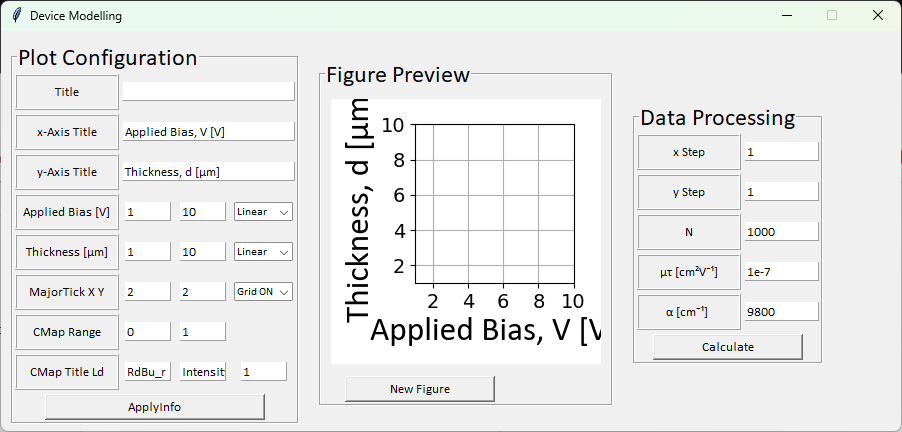 Device Modelling
Plot Configuration
Title
x-Axis Title Applied Bias, V [V]
y-Axis Title Thickness, d [µm]
Applied Bias [V] 1 10 Linear
Thickness [µm] 1 10 Linear
MajorTick X Y 2 2 Grid ON
CMap Range 0 1
CMap Title Ld RdBu_r Intensit 1
ApplyInfo
Figure Preview
Thickness, d [µm
10
8
6
4
2
2 4 6 8 10
Applied Bias, V [V
New Figure
Data Processing
x Step 1
y Step 1
N 1000
µτ [cm²V⁻¹] 1e-7
α [cm⁻¹] 9800
Calculate